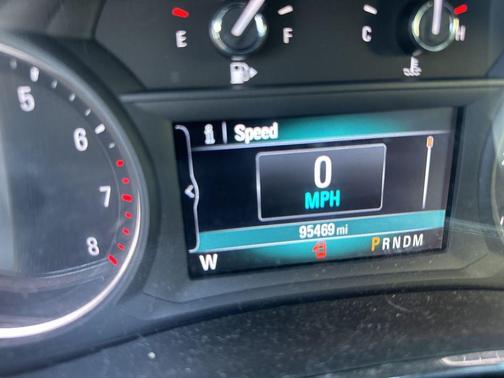 E F C H
5
6
7
8
i Speed
0
MPH
95469 mi
W PRNDM